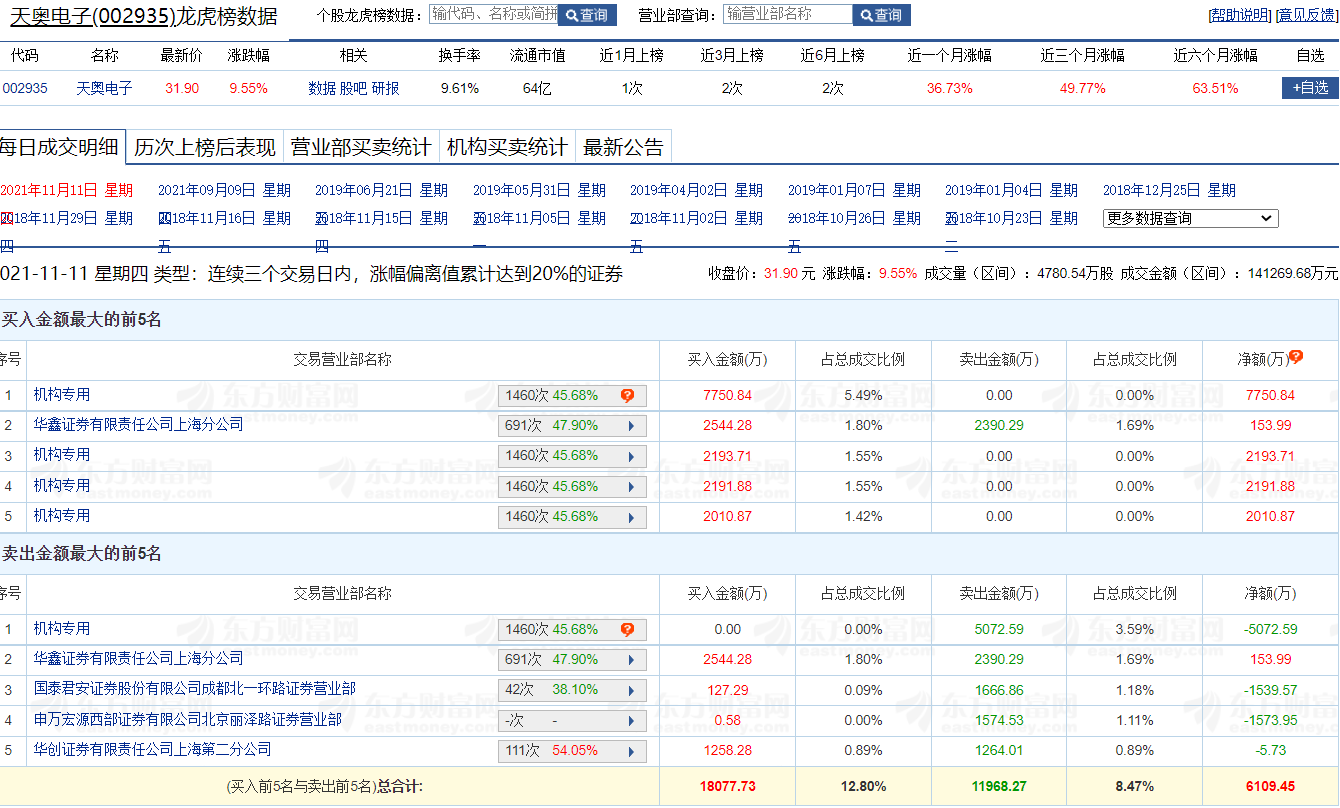 天奥电子(002935)龙虎榜数据 个股龙虎榜数据： 输代码、名称或简拼 查询 营业部查询： 输营业部名称 查询 [帮助说明] [意见反馈]
代码 名称 最新价 涨跌幅 相关 换手率 流通市值 近1月上榜 近3月上榜 近6月上榜 近一个月涨幅 近三个月涨幅 近六个月涨幅 自选
002935 天奥电子 31.90 9.55% 数据 股吧 研报 9.61% 64亿 1次 2次 2次 36.73% 49.77% 63.51% +自选
每日成交明细 历次上榜后表现 营业部买卖统计 机构买卖统计 最新公告
2021年11月11日 星期 2021年09月09日 星期 2019年06月21日 星期 2019年05月31日 星期 2019年04月02日 星期 2019年01月07日 星期 2019年01月04日 星期 2018年12月25日 星期
2018年11月29日 星期 2018年11月16日 星期 2018年11月15日 星期 2018年11月05日 星期 2018年11月02日 星期 2018年10月26日 星期 2018年10月23日 星期 更多数据查询
四 五 四 一 五 五 二
021-11-11 星期四 类型：连续三个交易日内，涨幅偏离值累计达到20%的证券 收盘价：31.90 元 涨跌幅：9.55% 成交量（区间）：4780.54万股 成交金额（区间）：141269.68万元
买入金额最大的前5名
序号 交易营业部名称 买入金额(万) 占总成交比例 卖出金额(万) 占总成交比例 净额(万)
1 机构专用 1460次 45.68% 7750.84 5.49% 0.00 0.00% 7750.84
2 华鑫证券有限责任公司上海分公司 691次 47.90% 2544.28 1.80% 2390.29 1.69% 153.99
3 机构专用 1460次 45.68% 2193.71 1.55% 0.00 0.00% 2193.71
4 机构专用 1460次 45.68% 2191.88 1.55% 0.00 0.00% 2191.88
5 机构专用 1460次 45.68% 2010.87 1.42% 0.00 0.00% 2010.87
卖出金额最大的前5名
序号 交易营业部名称 买入金额(万) 占总成交比例 卖出金额(万) 占总成交比例 净额(万)
1 机构专用 1460次 45.68% 0.00 0.00% 5072.59 3.59% -5072.59
2 华鑫证券有限责任公司上海分公司 691次 47.90% 2544.28 1.80% 2390.29 1.69% 153.99
3 国泰君安证券股份有限公司成都北一环路证券营业部 42次 38.10% 127.29 0.09% 1666.86 1.18% -1539.57
4 申万宏源西部证券有限公司北京丽泽路证券营业部 -次 - 0.58 0.00% 1574.53 1.11% -1573.95
5 华创证券有限责任公司上海第二分公司 111次 54.05% 1258.28 0.89% 1264.01 0.89% -5.73
(买入前5名与卖出前5名)总合计: 18077.73 12.80% 11968.27 8.47% 6109.45